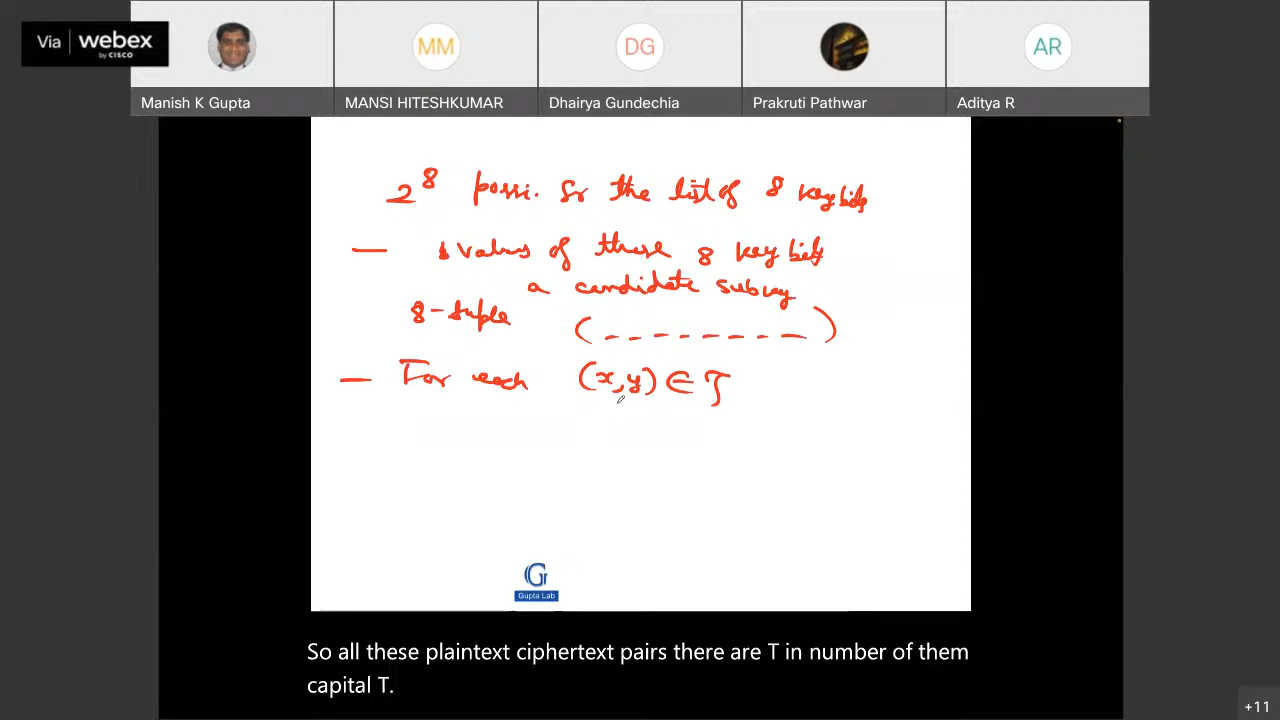 Via webex
by CISCO
MM
DG
AR
Manish K Gupta
MANSI HITESHKUMAR
Dhairya Gundechia
Prakruti Pathwar
Aditya R
2^8 possi. for the list of 8 key bits
— values of these 8 key bits
a candidate subkey
8-tuple (_ _ _ _ _ _ _ _)
— For each (x,y) ∈ T
G
Gupta Lab
So all these plaintext ciphertext pairs there are T in number of them
capital T.
+11